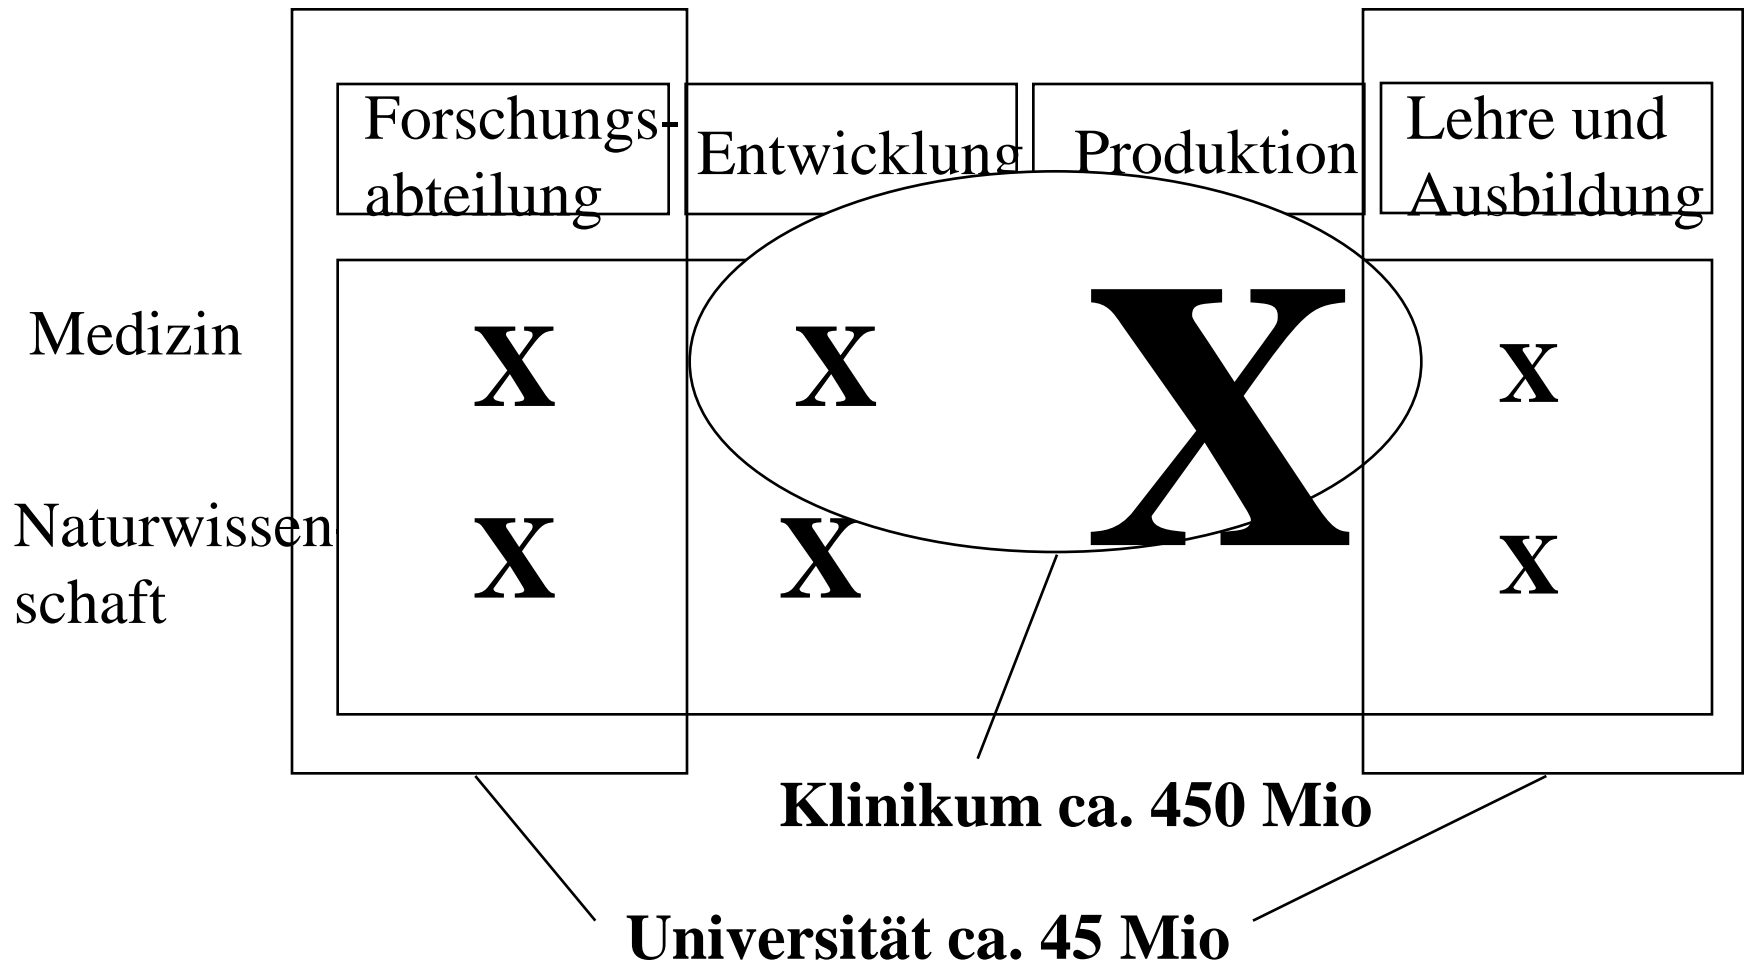 Forschungs-
abteilung
Entwicklung
Produktion
Lehre und
Ausbildung
Medizin
X X X X
Naturwissen-
schaft
X X X
Klinikum ca. 450 Mio
Universität ca. 45 Mio